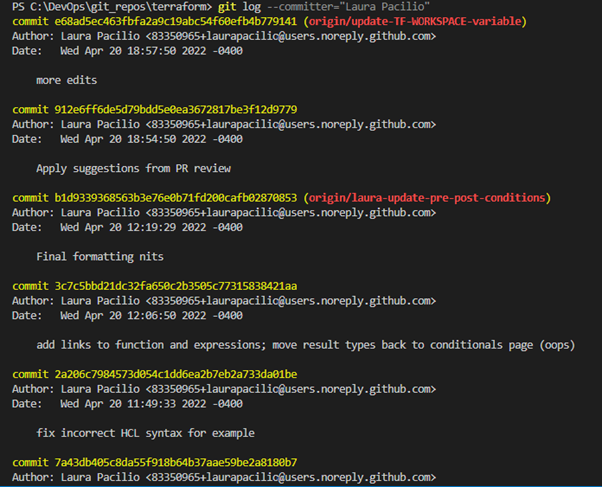 PS C:\DevOps\git_repos\terraform> git log --committer="Laura Pacilio"
commit e68ad5ec463fbfa2a9c19abc54f60efb4b779141 (origin/update-TF-WORKSPACE-variable)
Author: Laura Pacilio <83350965+laurapacilio@users.noreply.github.com>
Date:   Wed Apr 20 18:57:50 2022 -0400
more edits
commit 912e6ff6de5d79bdd5e0ea3672817be3f12d9779
Author: Laura Pacilio <83350965+laurapacilio@users.noreply.github.com>
Date:   Wed Apr 20 18:54:50 2022 -0400
Apply suggestions from PR review
commit b1d9339368563b3e76e0b71fd200cafb02870853 (origin/laura-update-pre-post-conditions)
Author: Laura Pacilio <83350965+laurapacilio@users.noreply.github.com>
Date:   Wed Apr 20 12:19:29 2022 -0400
Final formatting nits
commit 3c7c5bbd21dc32fa650c2b3505c77315838421aa
Author: Laura Pacilio <83350965+laurapacilio@users.noreply.github.com>
Date:   Wed Apr 20 12:06:50 2022 -0400
add links to function and expressions; move result types back to conditionals page (oops)
commit 2a206c7984573d054c1dd6ea2b7eb2a733da01be
Author: Laura Pacilio <83350965+laurapacilio@users.noreply.github.com>
Date:   Wed Apr 20 11:49:33 2022 -0400
fix incorrect HCL syntax for example
commit 7a43db405c8da55f918b64b37aae59be2a8180b7
Author: Laura Pacilio <83350965+laurapacilio@users.noreply.github.com>